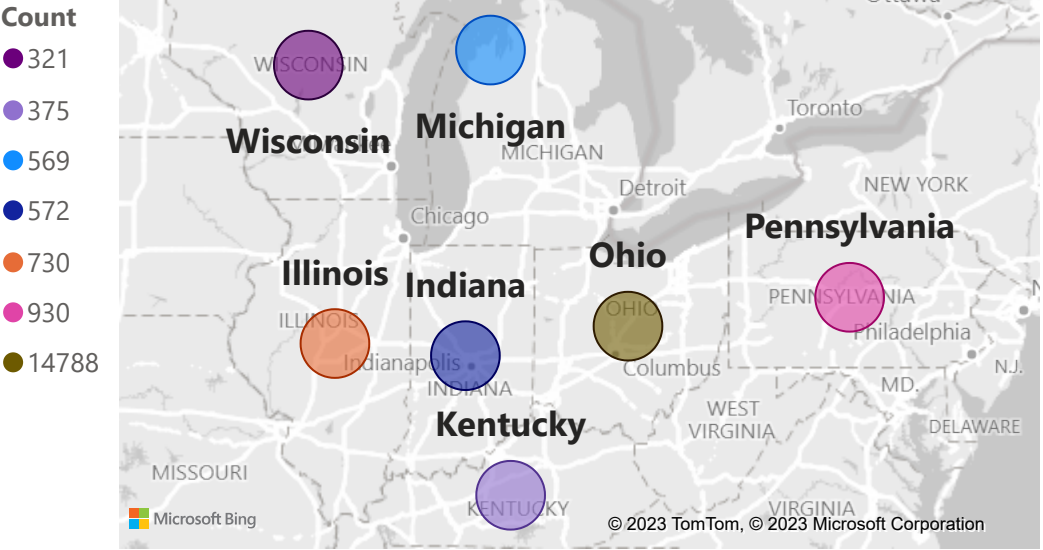 Count
321
375
569
572
730
930
14788
WISCONSIN
Wisconsin
Michigan
MICHIGAN
Toronto
Detroit
NEW YORK
Chicago
Pennsylvania
PENNSYLVANIA
Philadelphia
Ohio
OHIO
Columbus
Illinois
ILLINOIS
Indiana
Indianapolis
INDIANA
Kentucky
KENTUCKY
N.J.
MD.
DELAWARE
WEST
VIRGINIA
VIRGINIA
MISSOURI
Microsoft Bing
© 2023 TomTom, © 2023 Microsoft Corporation